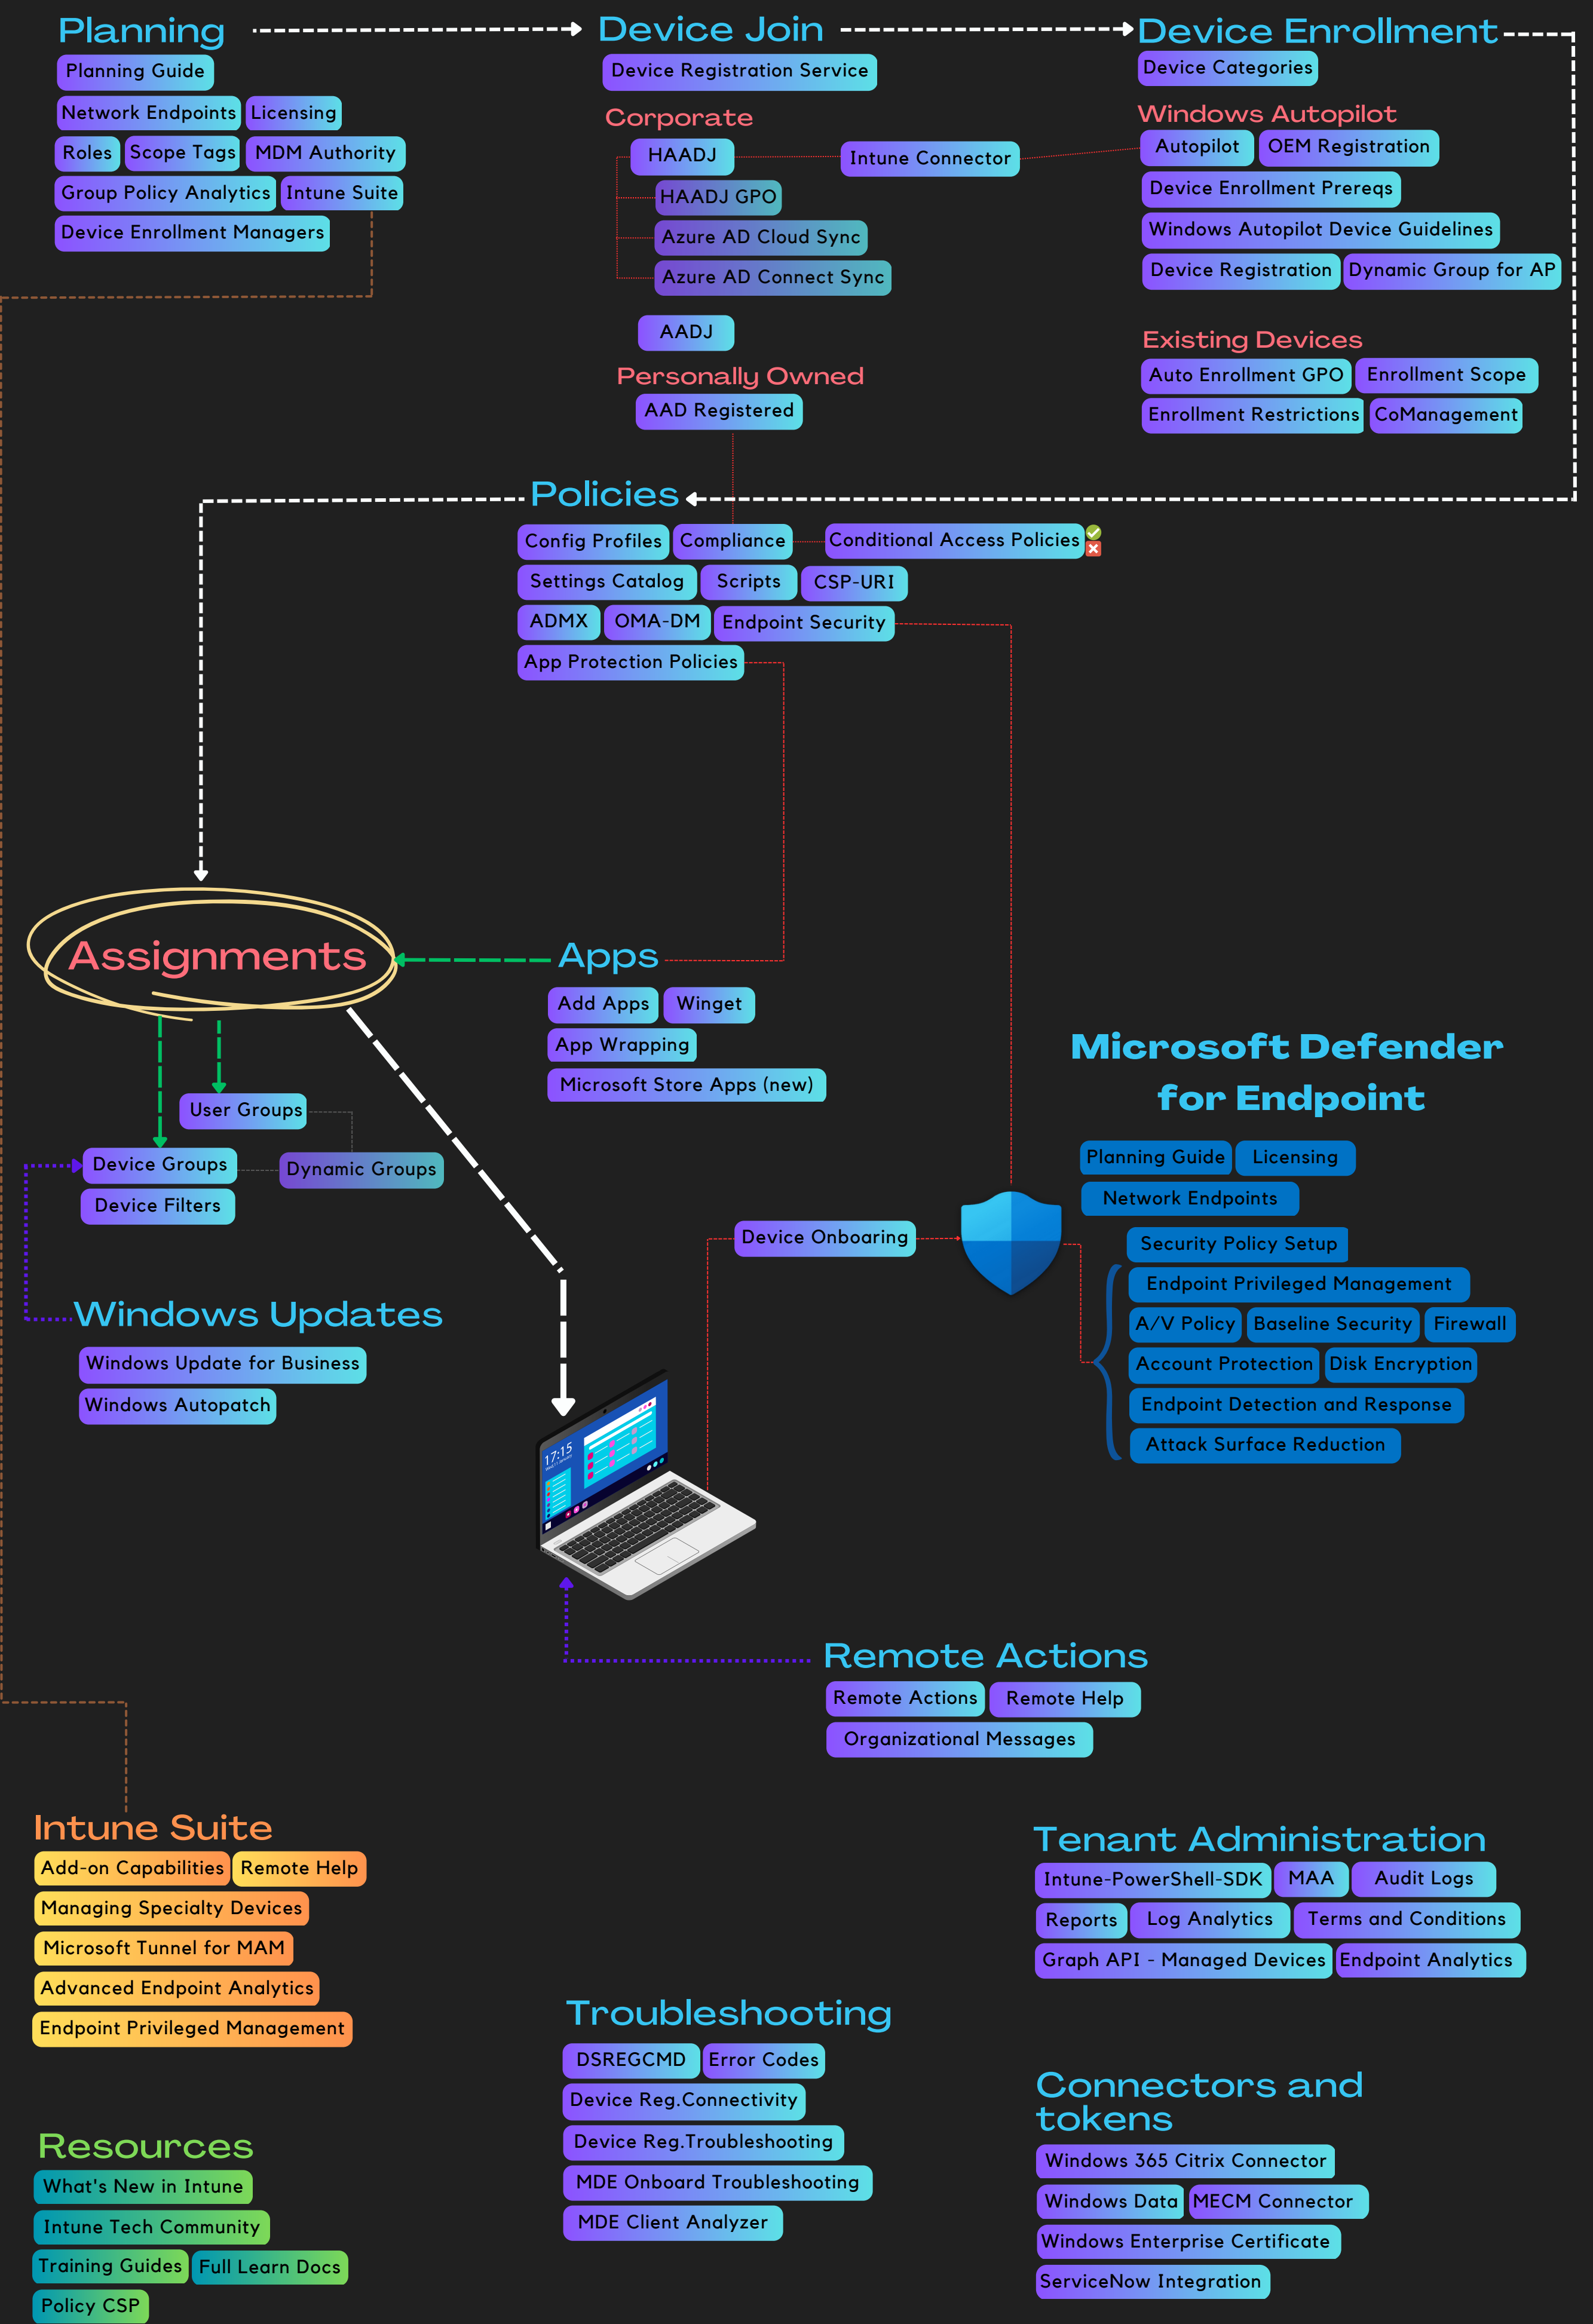 Planning
Planning Guide
Network Endpoints
Licensing
Roles
Scope Tags
MDM Authority
Group Policy Analytics
Intune Suite
Device Enrollment Managers
Device Join
Device Registration Service
Corporate
HAADJ
Intune Connector
HAADJ GPO
Azure AD Cloud Sync
Azure AD Connect Sync
AADJ
Personally Owned
AAD Registered
Device Enrollment
Device Categories
Windows Autopilot
Autopilot
OEM Registration
Device Enrollment Prereqs
Windows Autopilot Device Guidelines
Device Registration
Dynamic Group for AP
Existing Devices
Auto Enrollment GPO
Enrollment Scope
Enrollment Restrictions
CoManagement
Policies
Config Profiles
Compliance
Conditional Access Policies
Settings Catalog
Scripts
CSP-URI
ADMX
OMA-DM
Endpoint Security
App Protection Policies
Assignments
User Groups
Device Groups
Dynamic Groups
Device Filters
Apps
Add Apps
Winget
App Wrapping
Microsoft Store Apps (new)
Microsoft Defender
for Endpoint
Planning Guide
Licensing
Network Endpoints
Security Policy Setup
Endpoint Privileged Management
A/V Policy
Baseline Security
Firewall
Account Protection
Disk Encryption
Endpoint Detection and Response
Attack Surface Reduction
Device Onboaring
Windows Updates
Windows Update for Business
Windows Autopatch
17:15
Remote Actions
Remote Actions
Remote Help
Organizational Messages
Intune Suite
Add-on Capabilities
Remote Help
Managing Specialty Devices
Microsoft Tunnel for MAM
Advanced Endpoint Analytics
Endpoint Privileged Management
Tenant Administration
Intune-PowerShell-SDK
MAA
Audit Logs
Reports
Log Analytics
Terms and Conditions
Graph API - Managed Devices
Endpoint Analytics
Troubleshooting
DSREGCMD
Error Codes
Device Reg.Connectivity
Device Reg.Troubleshooting
MDE Onboard Troubleshooting
MDE Client Analyzer
Connectors and
tokens
Windows 365 Citrix Connector
Windows Data
MECM Connector
Windows Enterprise Certificate
ServiceNow Integration
Resources
What's New in Intune
Intune Tech Community
Training Guides
Full Learn Docs
Policy CSP